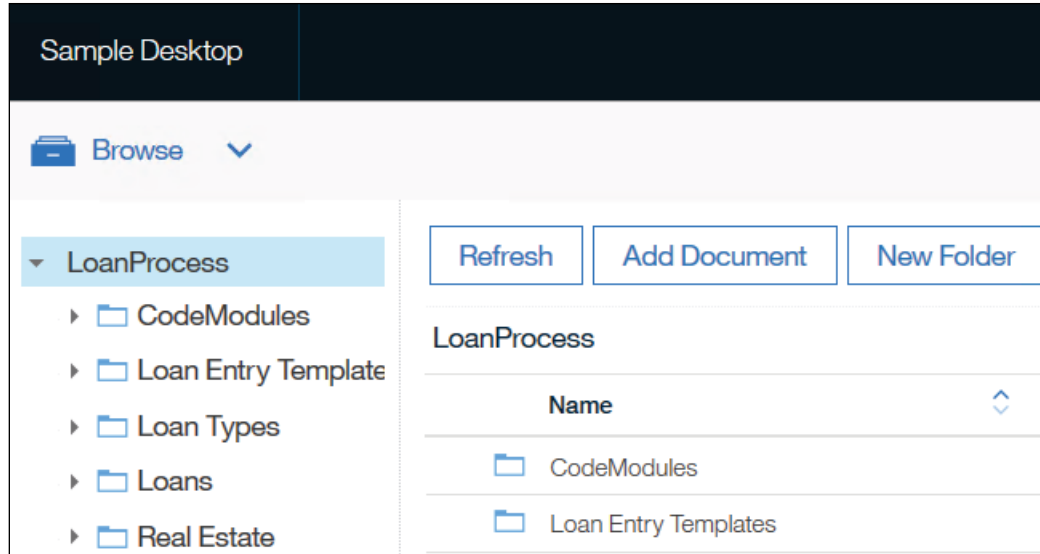 Sample Desktop
Browse
LoanProcess
CodeModules
Loan Entry Template
Loan Types
Loans
Real Estate
Refresh Add Document New Folder
LoanProcess
Name
CodeModules
Loan Entry Templates